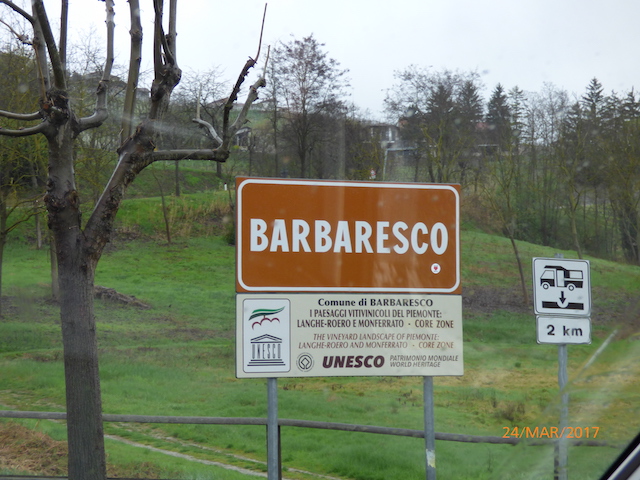 BARBARESCO
Comune di BARBARESCO
I PAESAGGI VITIVINICOLI DEL PIEMONTE:
LANGHE-ROERO E MONFERRATO - CORE ZONE
THE VINEYARD LANDSCAPE OF PIEMONTE:
LANGHE-ROERO AND MONFERRATO - CORE ZONE
UNESCO
PATRIMONIO MONDIALE
WORLD HERITAGE
2 km
24/MAR/2017